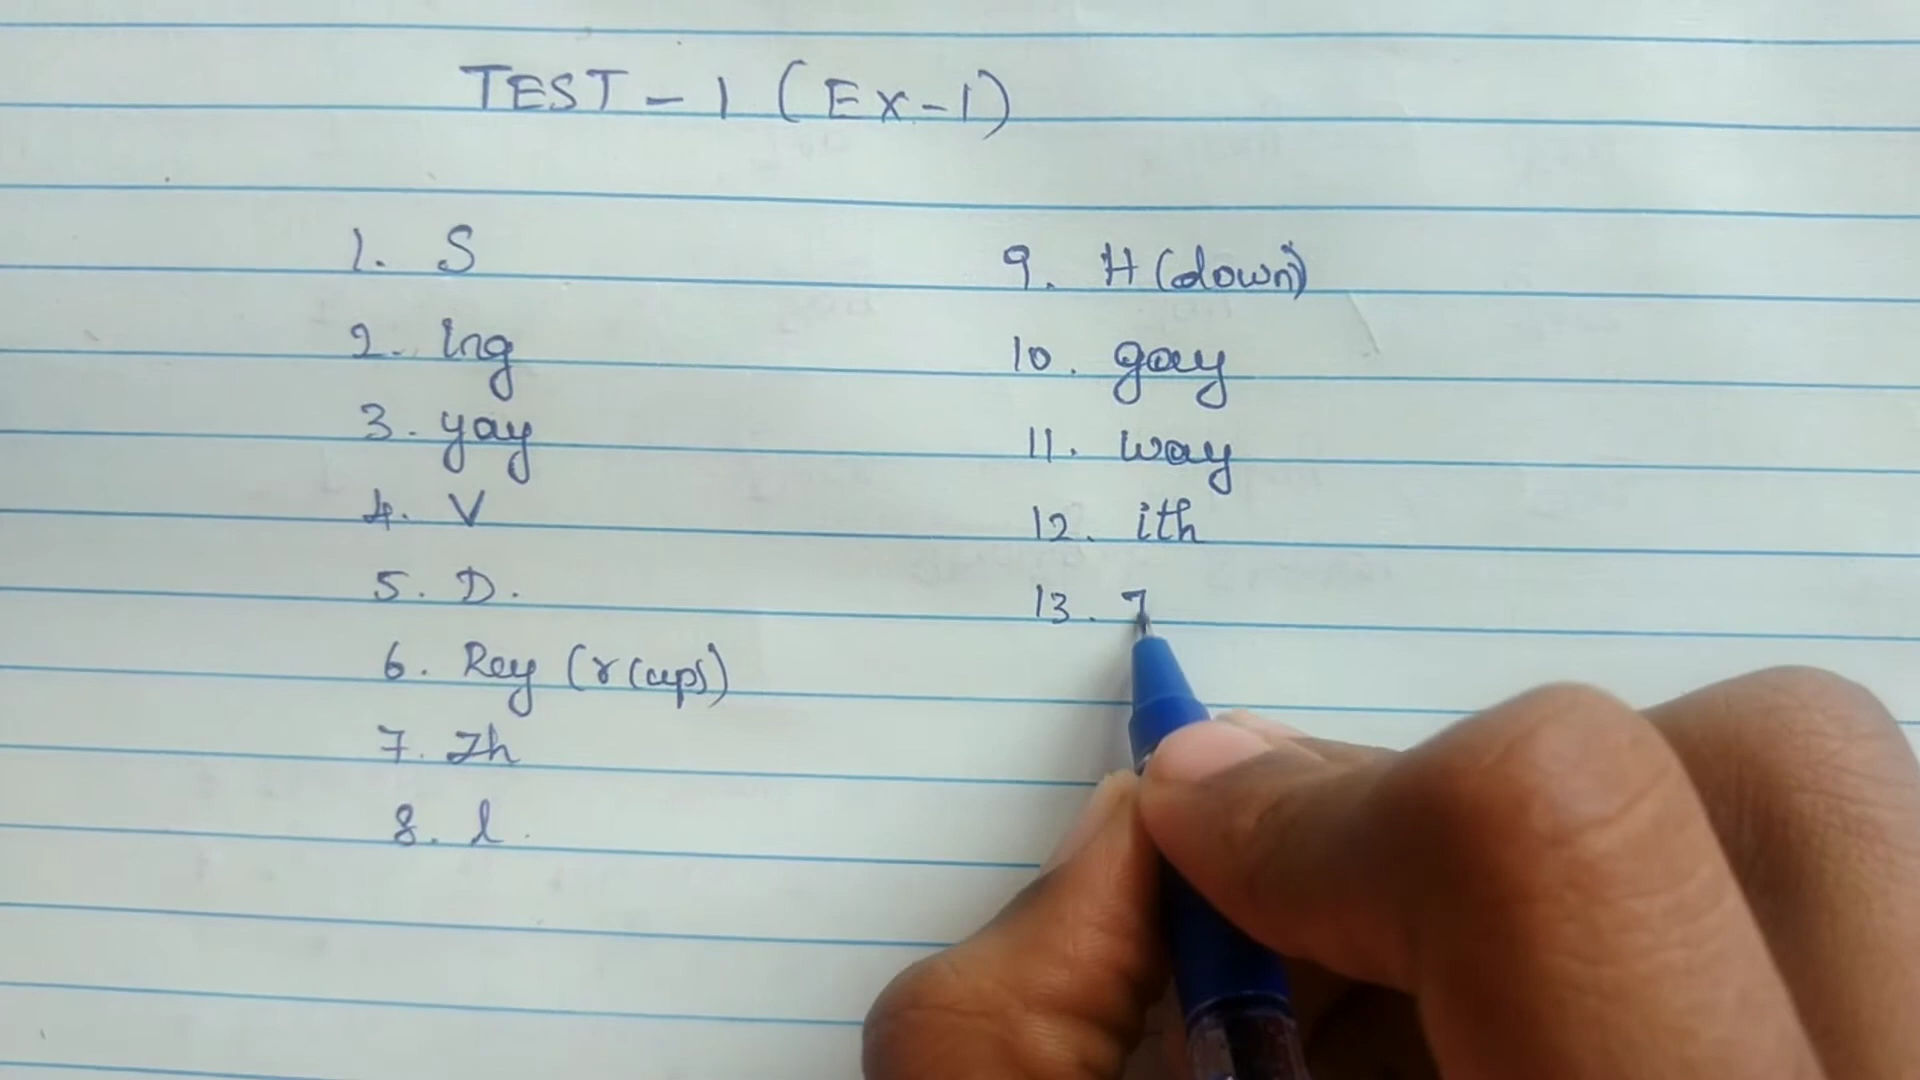 TEST - 1 (EX-1)
1. S
2. Ing
3. yay
4. V
5. D.
6. Ray (r (ups)
7. Zh
8. l.
9. H (down)
10. gay
11. way
12. ith
13.